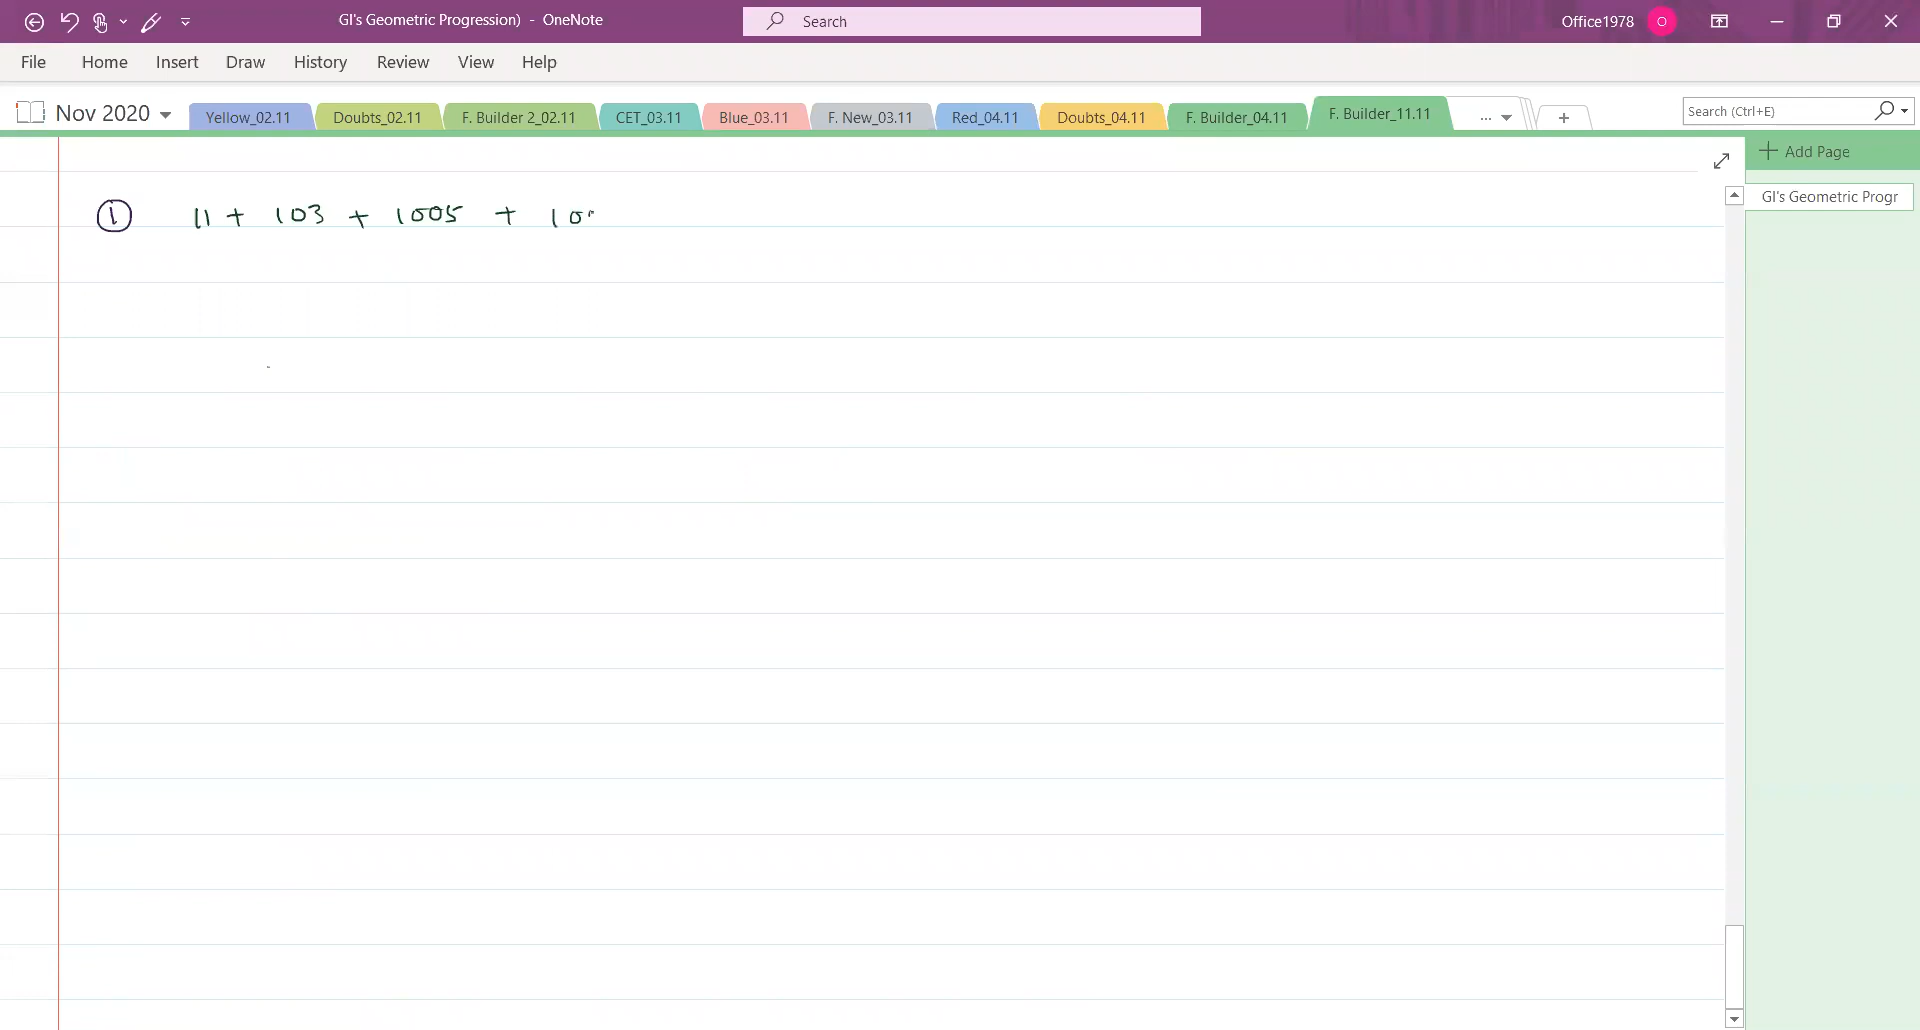 GI's Geometric Progression) - OneNote
Search
Office1978
O
File Home Insert Draw History Review View Help
Nov 2020
Yellow_02.11 Doubts_02.11 F. Builder 2_02.11 CET_03.11 Blue_03.11 F. New_03.11 Red_04.11 Doubts_04.11 F. Builder_04.11 F. Builder_11.11 ... +
Search (Ctrl+E)
Add Page
GI's Geometric Progr
① 11 + 103 + 1005 + 10